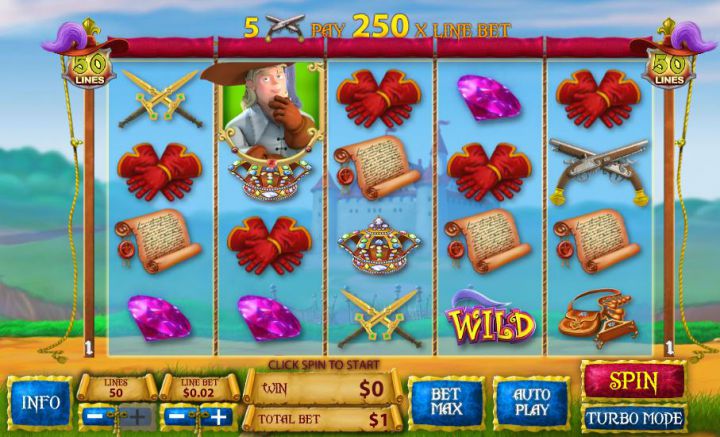 5 PAY 250 X LINE BET
50
LINES
50
LINES
WILD
1
1
CLICK SPIN TO START
INFO
LINES
50
LINE BET
$0.02
WIN $0
TOTAL BET $1
BET
MAX
AUTO
PLAY
SPIN
TURBO MODE